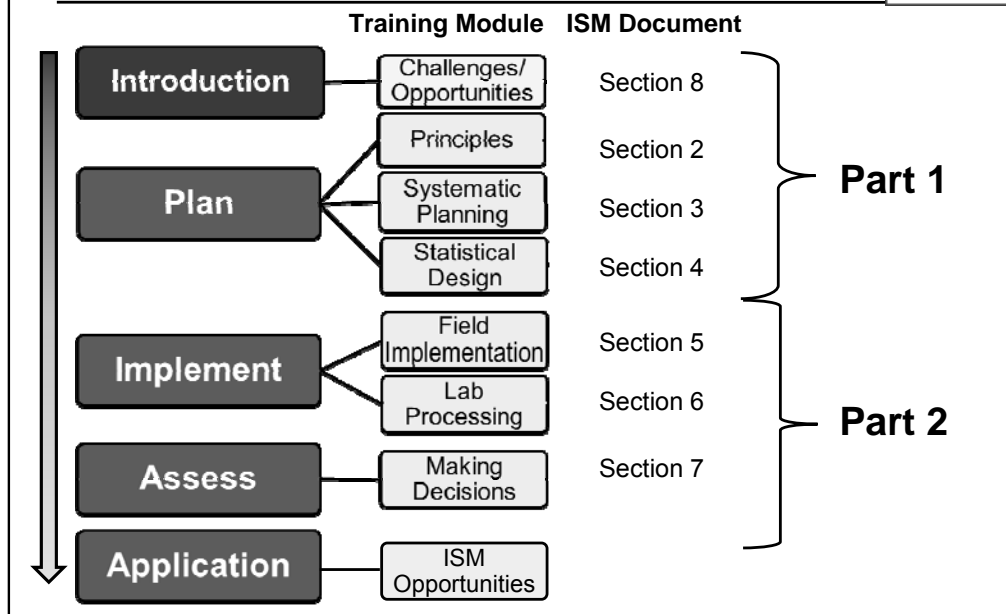 Training Module ISM Document
Introduction
Challenges/
Opportunities
Section 8
Plan
Principles
Section 2
Systematic
Planning
Section 3
Statistical
Design
Section 4
Part 1
Implement
Field
Implementation
Section 5
Lab
Processing
Section 6
Part 2
Assess
Making
Decisions
Section 7
Application
ISM
Opportunities